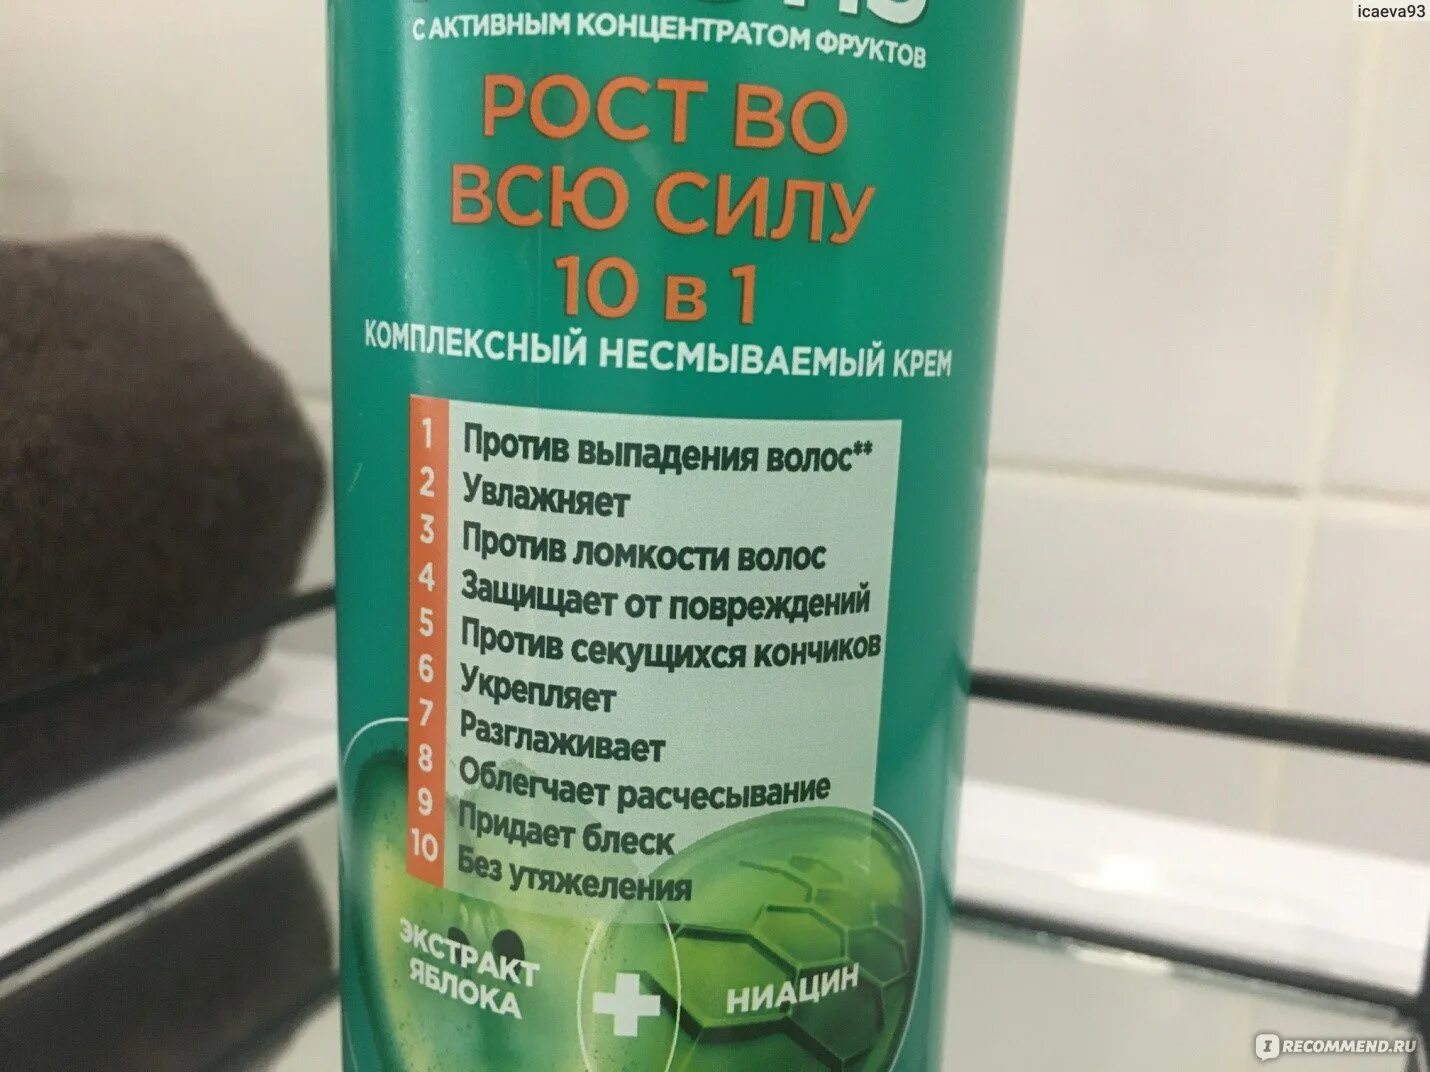 icaeva93
С АКТИВНЫМ КОНЦЕНТРАТОМ ФРУКТОВ
РОСТ ВО
ВСЮ СИЛУ
10 в 1
КОМПЛЕКСНЫЙ НЕСМЫВАЕМЫЙ КРЕМ
1 Против выпадения волос**
2 Увлажняет
3 Против ломкости волос
4 Защищает от повреждений
5 Против секущихся кончиков
6 Укрепляет
7 Разглаживает
8 Облегчает расчесывание
9 Придает блеск
10 Без утяжеления
ЭКСТРАКТ
ЯБЛОКА
+
НИАЦИН
IRECOMMEND.RU